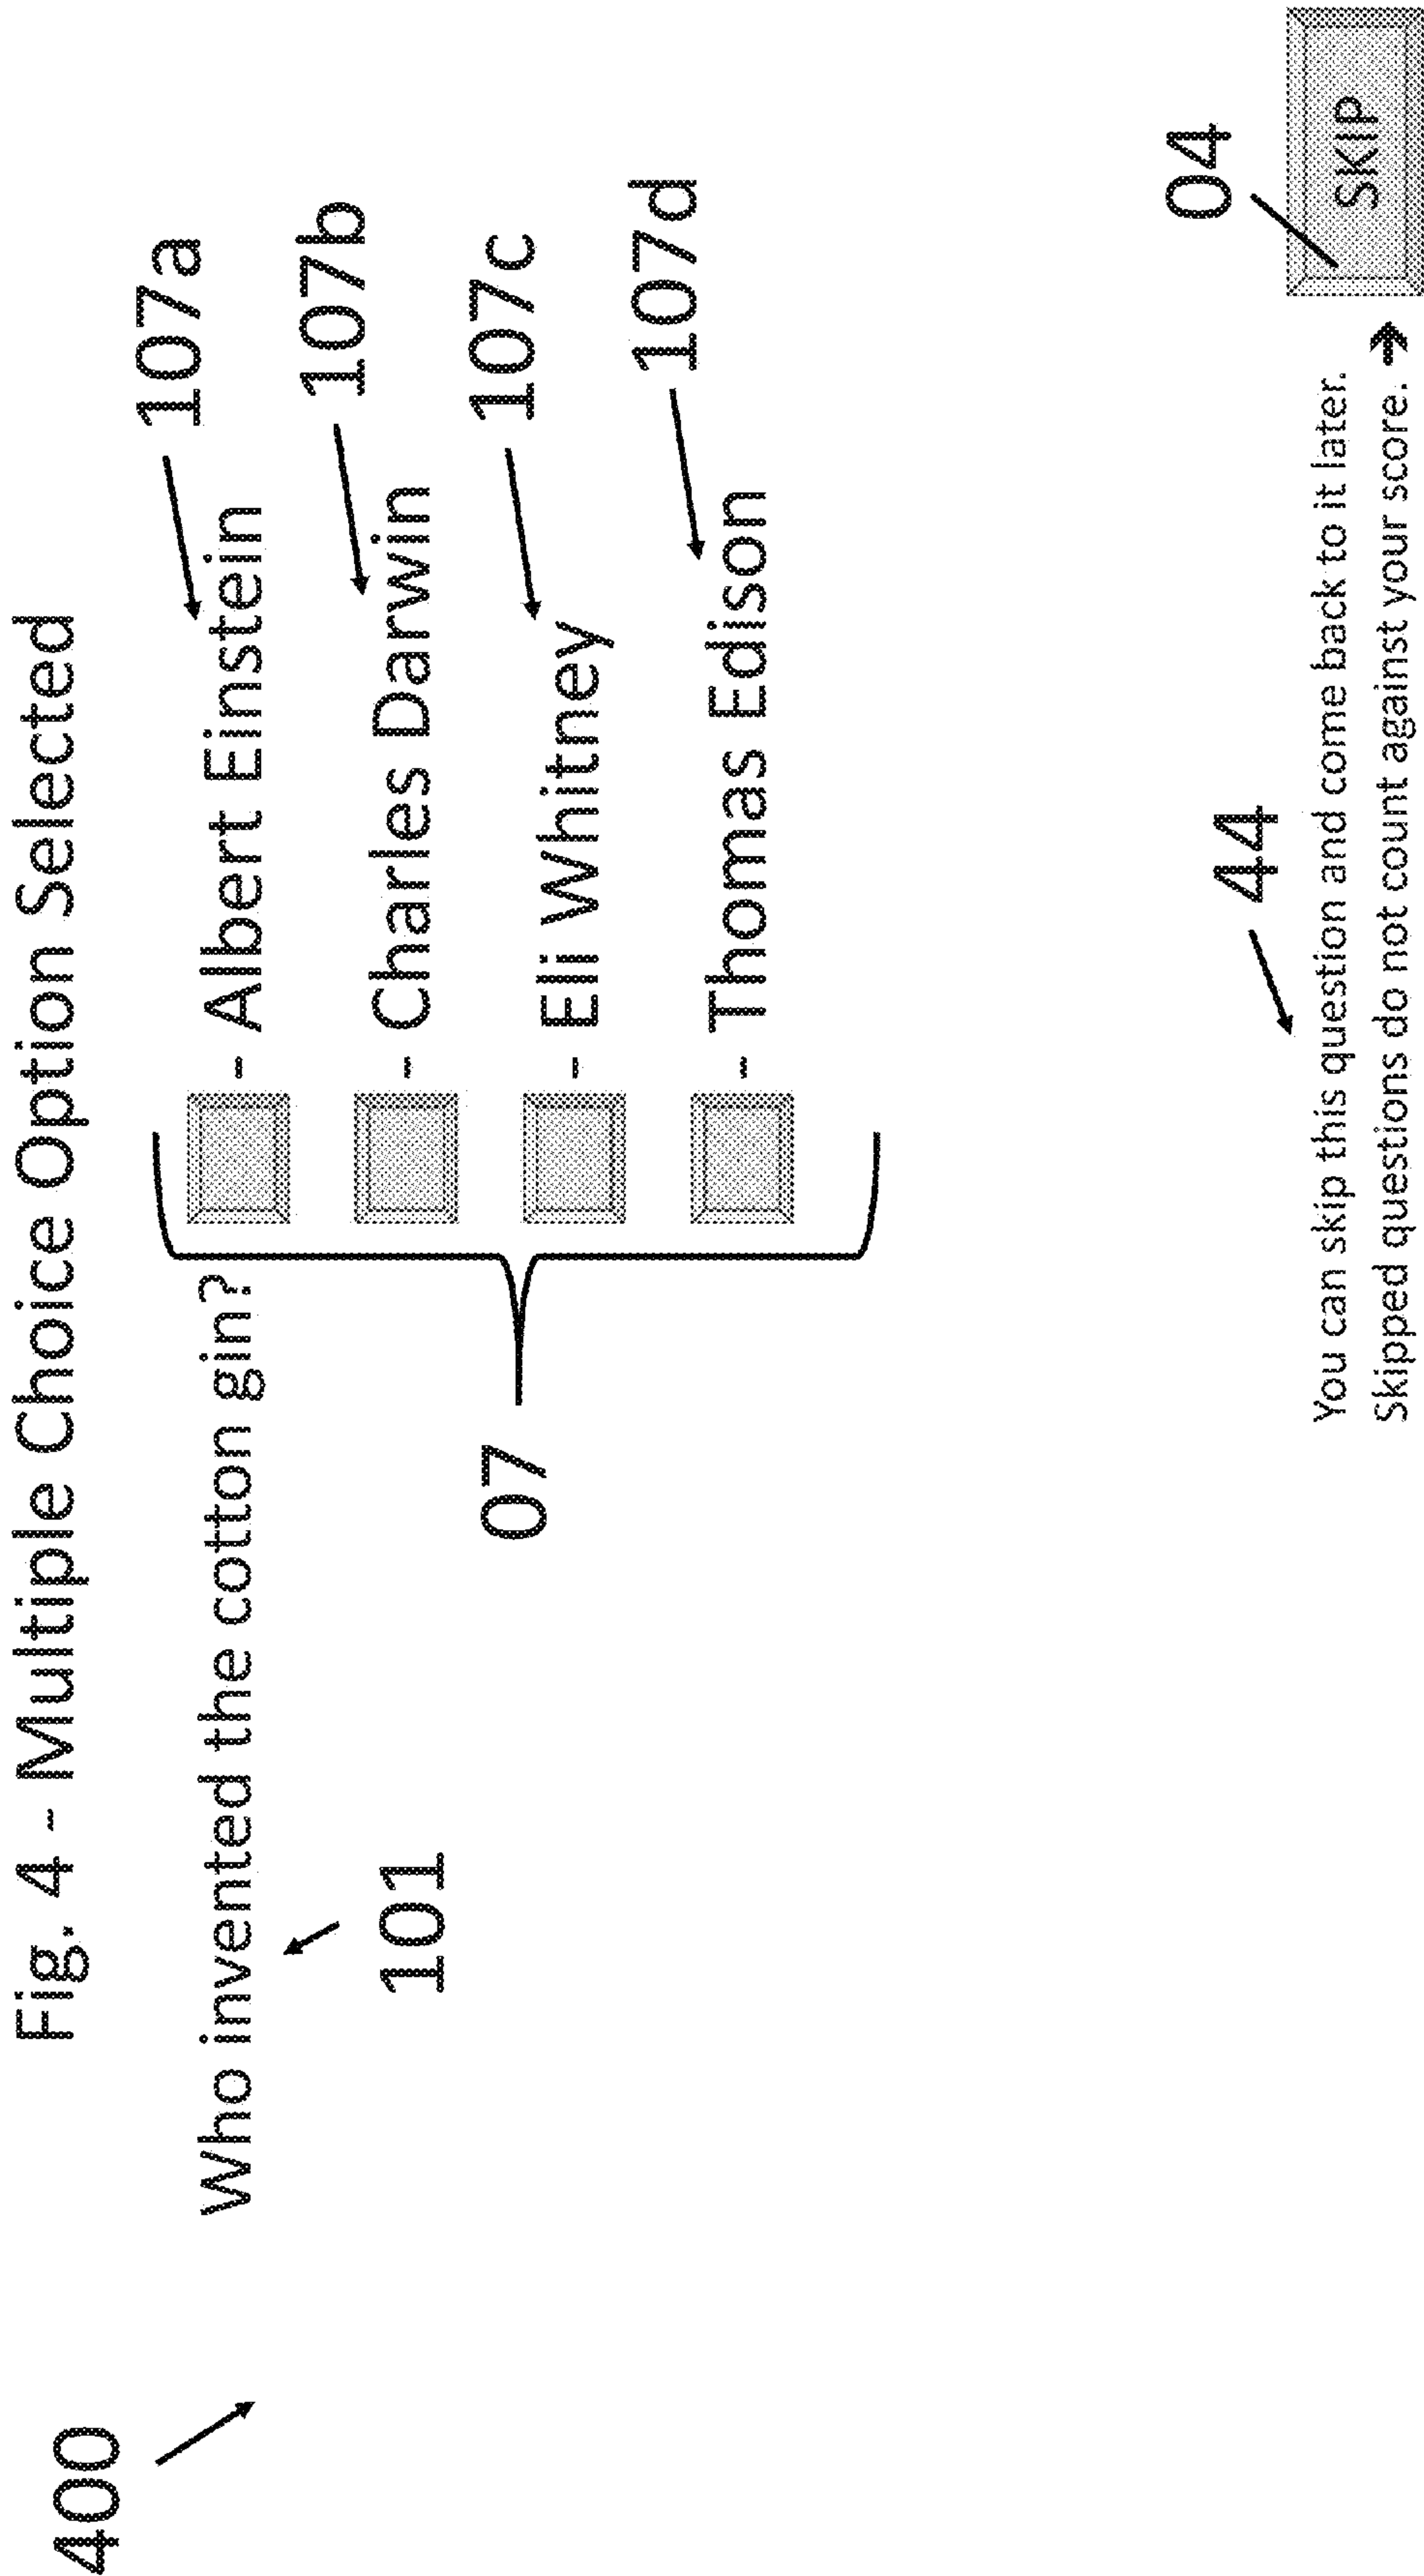 Fig. 4 - Multiple Choice Option Selected
400
Who invented the cotton gin?
101
07
- Albert Einstein
107a
- Charles Darwin
107b
- Eli Whitney
107c
- Thomas Edison
107d
44
You can skip this question and come back to it later.
Skipped questions do not count against your score. →
04
SKIP